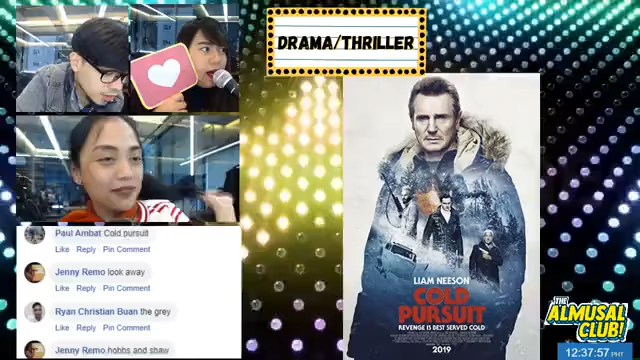 DRAMA/THRILLER
Paul Ambat Cold pursuit
Like Reply Pin Comment
Jenny Remo look away
Like Reply Pin Comment
Ryan Christian Buan the grey
Like Reply Pin Comment
Jenny Remo hobbs and shaw
LIAM NEESON
COLD
PURSUIT
REVENGE IS BEST SERVED COLD
2019
THE
ALMUSAL
CLUB!
12:37:57